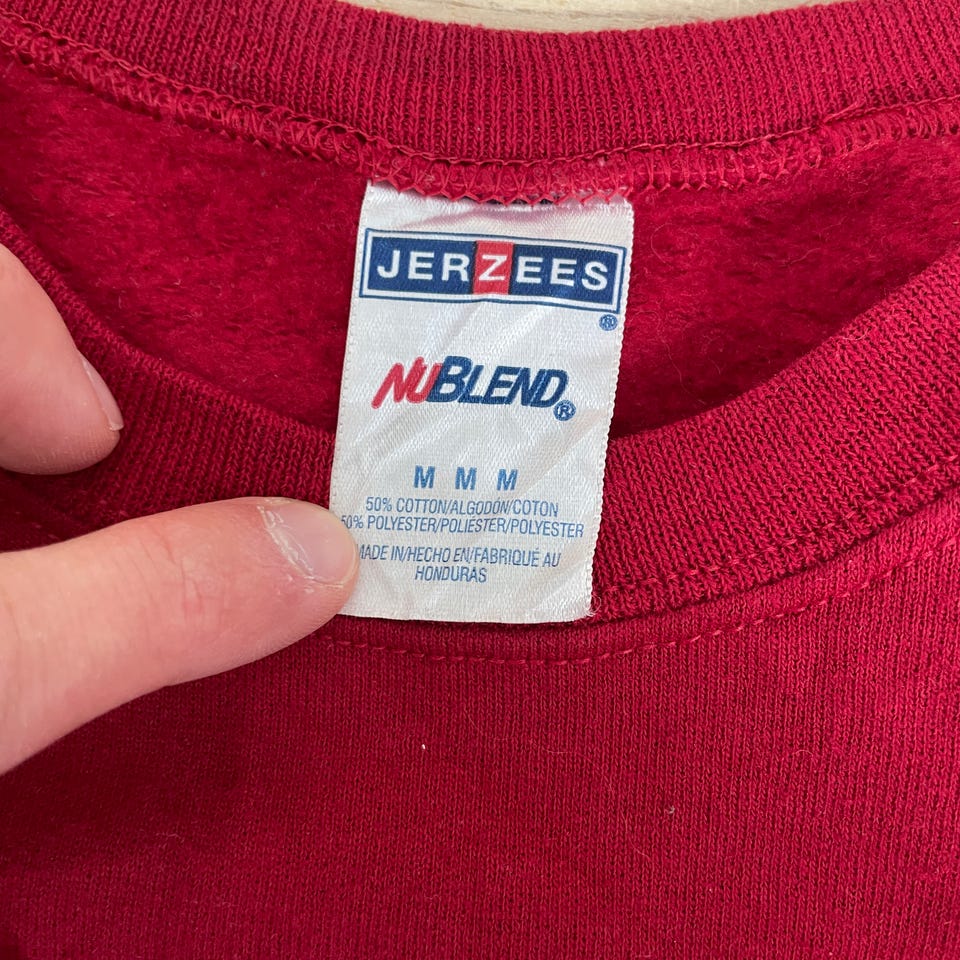 JERZEES®
NUBLEND®
M M M
50% COTTON/ALGODÓN/COTON
50% POLYESTER/POLIÉSTER/POLYESTER
MADE IN/HECHO EN/FABRIQUÉ AU
HONDURAS